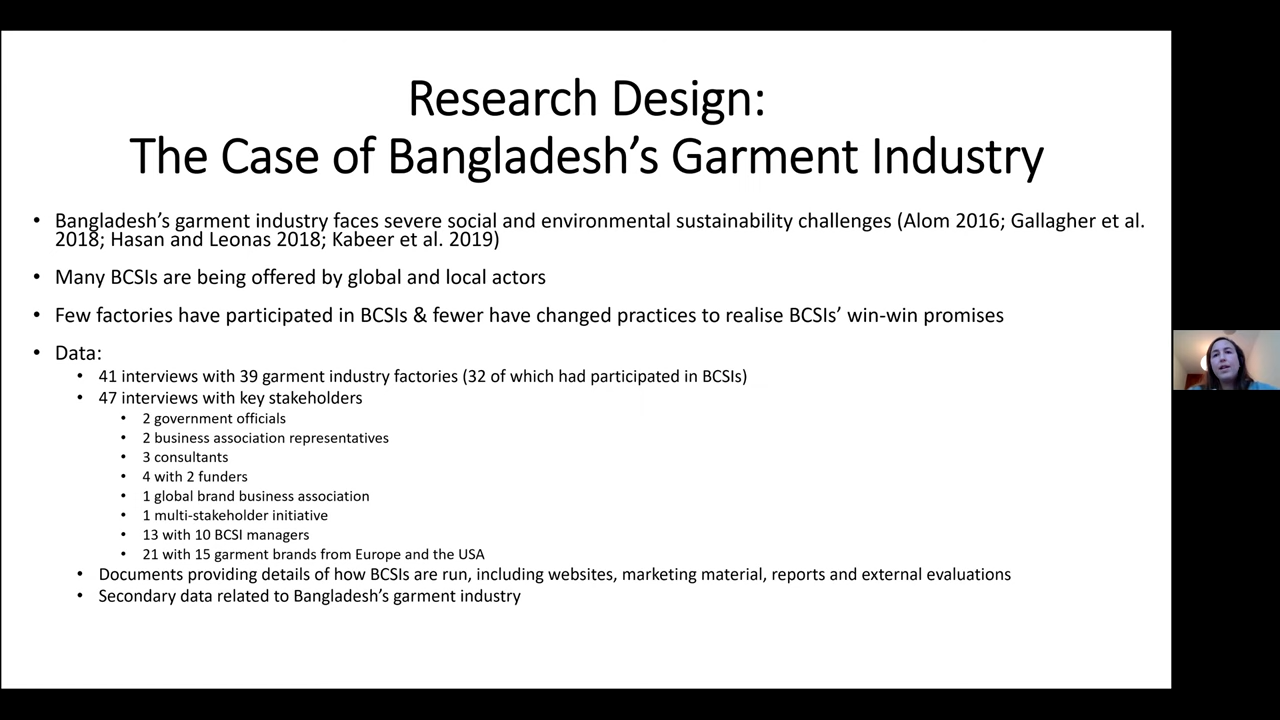 Research Design:
The Case of Bangladesh’s Garment Industry
• Bangladesh’s garment industry faces severe social and environmental sustainability challenges (Alom 2016; Gallagher et al.
2018; Hasan and Leonas 2018; Kabeer et al. 2019)
• Many BCSIs are being offered by global and local actors
• Few factories have participated in BCSIs & fewer have changed practices to realise BCSIs’ win-win promises
• Data:
• 41 interviews with 39 garment industry factories (32 of which had participated in BCSIs)
• 47 interviews with key stakeholders
• 2 government officials
• 2 business association representatives
• 3 consultants
• 4 with 2 funders
• 1 global brand business association
• 1 multi-stakeholder initiative
• 13 with 10 BCSI managers
• 21 with 15 garment brands from Europe and the USA
• Documents providing details of how BCSIs are run, including websites, marketing material, reports and external evaluations
• Secondary data related to Bangladesh’s garment industry